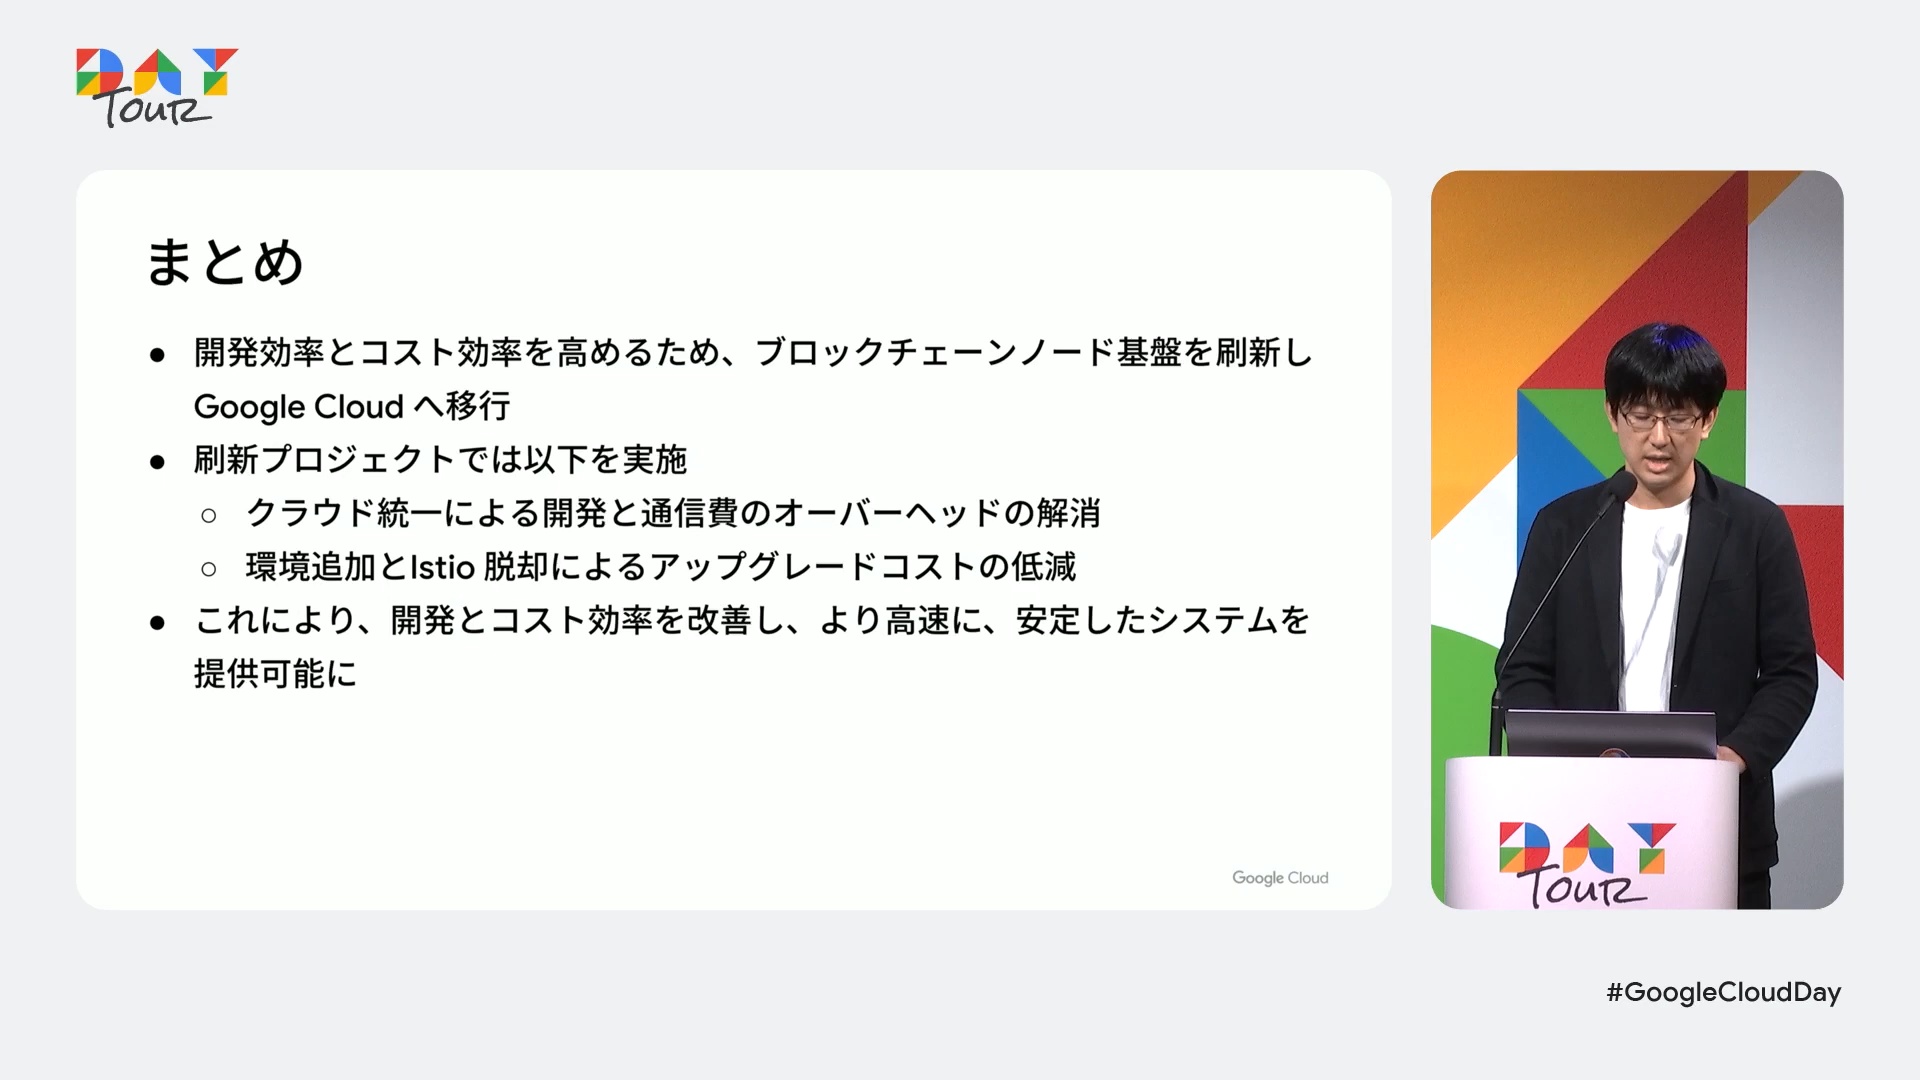 DAY
TOUR
まとめ
● 開発効率とコスト効率を高めるため、ブロックチェーンノード基盤を刷新し
Google Cloud へ移行
● 刷新プロジェクトでは以下を実施
○ クラウド統一による開発と通信費のオーバーヘッドの解消
○ 環境追加とIstio 脱却によるアップグレードコストの低減
● これにより、開発とコスト効率を改善し、より高速に、安定したシステムを
提供可能に
Google Cloud
DAY
TOUR
#GoogleCloudDay